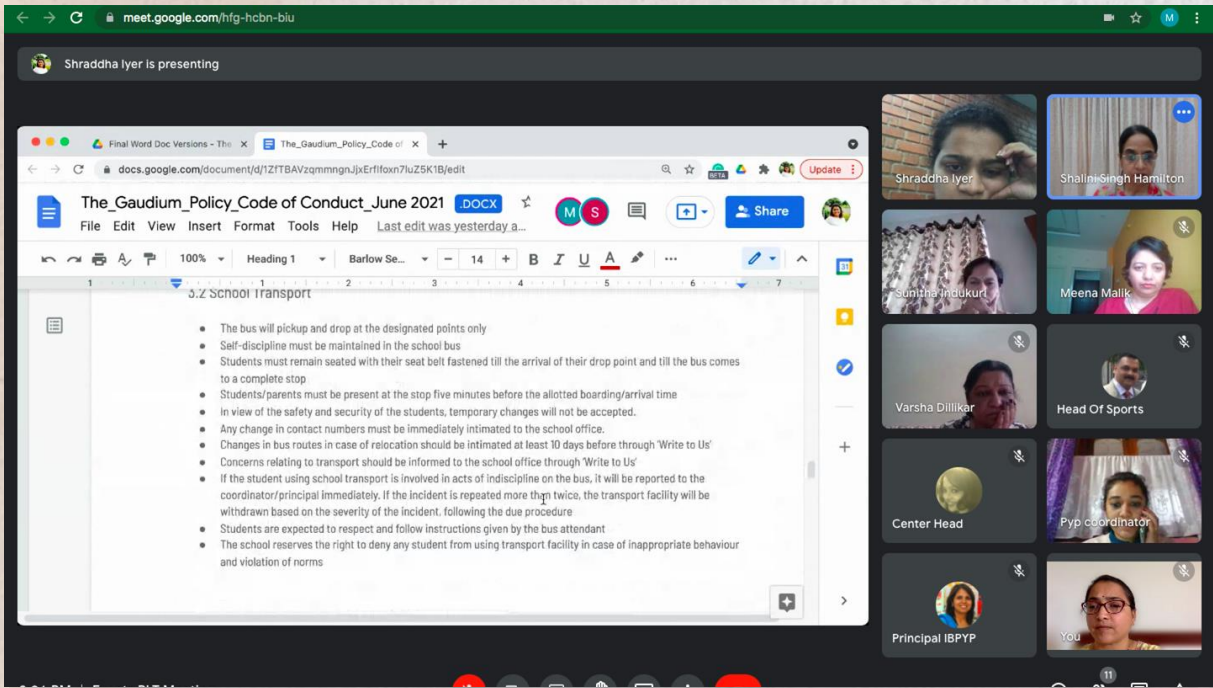 meet.google.com/hfg-hcbn-biu
M
Shraddha Iyer is presenting
Final Word Doc Versions - The
The_Gaudium_Policy_Code of
docs.google.com/document/d/1ZfTBAVzqmmngnJjxErflfoxn7luZ5K1B/edit
BETA
Update
The_Gaudium_Policy_Code of Conduct_June 2021 .DOCX
M S
Share
File Edit View Insert Format Tools Help Last edit was yesterday a...
100% Heading 1 Barlow Se... - 14 + B I U A ...
1 1 2 3 4 5 6 7
31
3.2 School Transport
The bus will pickup and drop at the designated points only
Self-discipline must be maintained in the school bus
Students must remain seated with their seat belt fastened till the arrival of their drop point and till the bus comes
to a complete stop
Students/parents must be present at the stop five minutes before the allotted boarding/arrival time
in view of the safety and security of the students, temporary changes will not be accepted.
Any change in contact numbers must be immediately intimated to the school office.
Changes in bus routes in case of relocation should be intimated at least 10 days before through 'Write to Us'
Concerns relating to transport should be informed to the school office through 'Write to Us'
If the student using school transport is involved in acts of indiscipline on the bus, it will be reported to the
coordinator/principal immediately. If the incident is repeated more than twice, the transport facility will be
withdrawn based on the severity of the incident, following the due procedure
Students are expected to respect and follow instructions given by the bus attendant
The school reserves the right to deny any student from using transport facility in case of inappropriate behaviour
and violation of norms
Shraddha Iyer
Shalini Singh Hamilton
Sunitha Indukuri
Meena Malik
Varsha Dillikar
Head Of Sports
Center Head
Pyp coordinator
Principal IBPYP
You
11